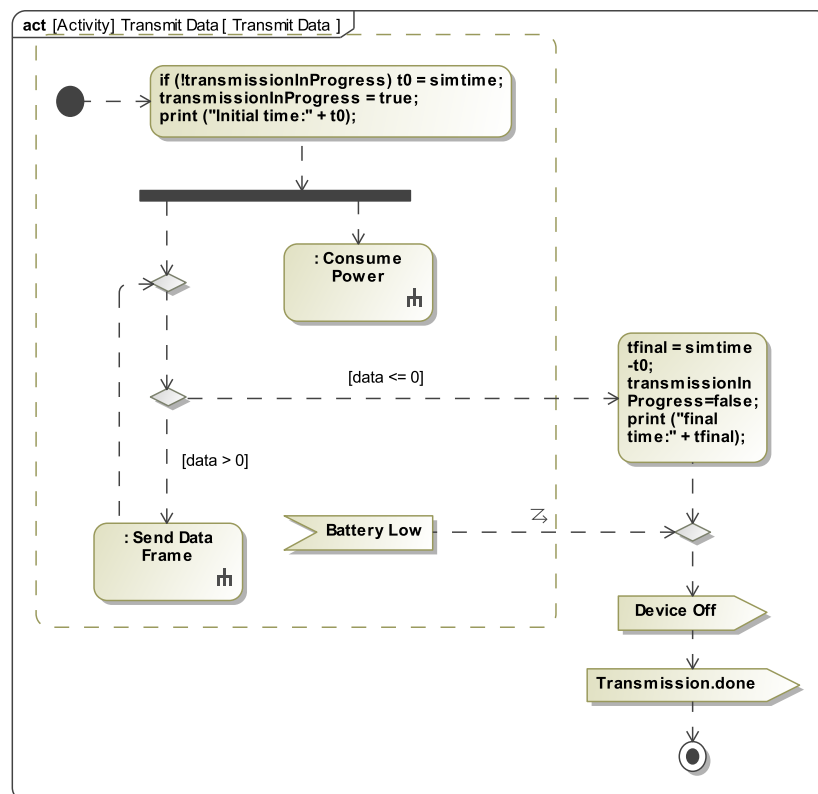 act [Activity] Transmit Data [ Transmit Data ]
if (!transmissionInProgress) t0 = simtime;
transmissionInProgress = true;
print ("Initial time:" + t0);
: Consume
Power
[data <= 0]
tfinal = simtime
-t0;
transmissionIn
Progress=false;
print ("final
time:" + tfinal);
[data > 0]
: Send Data
Frame
Battery Low
Device Off
Transmission.done